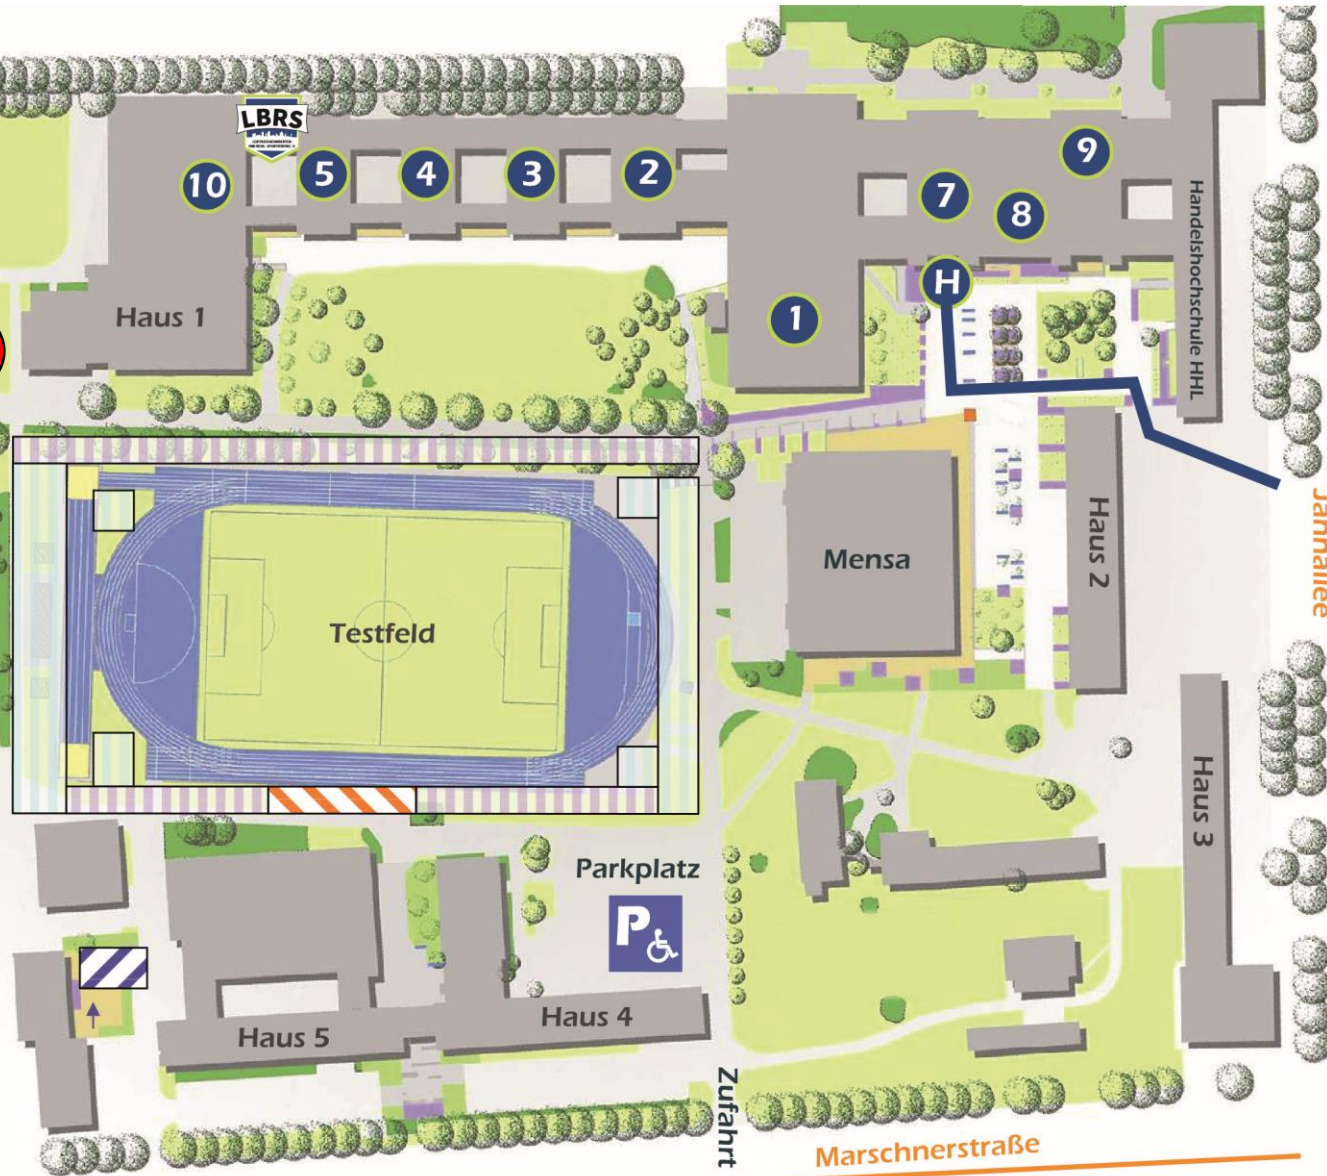 LBRS
10
5
4
3
2
7
8
9
H
1
Haus 1
Handelshochschule HHL
Mensa
Haus 2
Jahnallee
Testfeld
Haus 3
Parkplatz
P
Haus 5
Haus 4
Zufahrt
Marschnerstraße